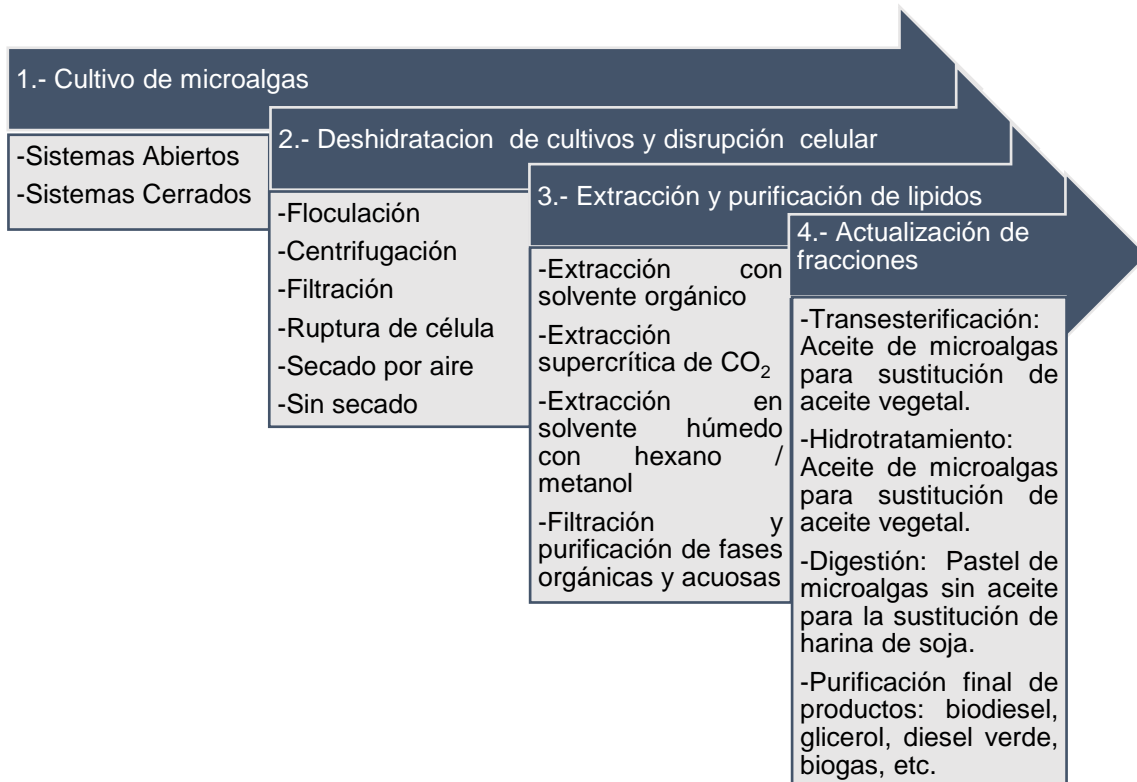 1.- Cultivo de microalgas
-Sistemas Abiertos
-Sistemas Cerrados
2.- Deshidratacion de cultivos y disrupción celular
-Floculación
-Centrifugación
-Filtración
-Ruptura de célula
-Secado por aire
-Sin secado
3.- Extracción y purificación de lipidos
-Extracción con
solvente orgánico
-Extracción
supercrítica de CO₂
-Extracción en
solvente húmedo
con hexano /
metanol
-Filtración y
purificación de fases
orgánicas y acuosas
4.- Actualización de
fracciones
-Transesterificación:
Aceite de microalgas
para sustitución de
aceite vegetal.
-Hidrotratamiento:
Aceite de microalgas
para sustitución de
aceite vegetal.
-Digestión: Pastel de
microalgas sin aceite
para la sustitución de
harina de soja.
-Purificación final de
productos: biodiesel,
glicerol, diesel verde,
biogas, etc.